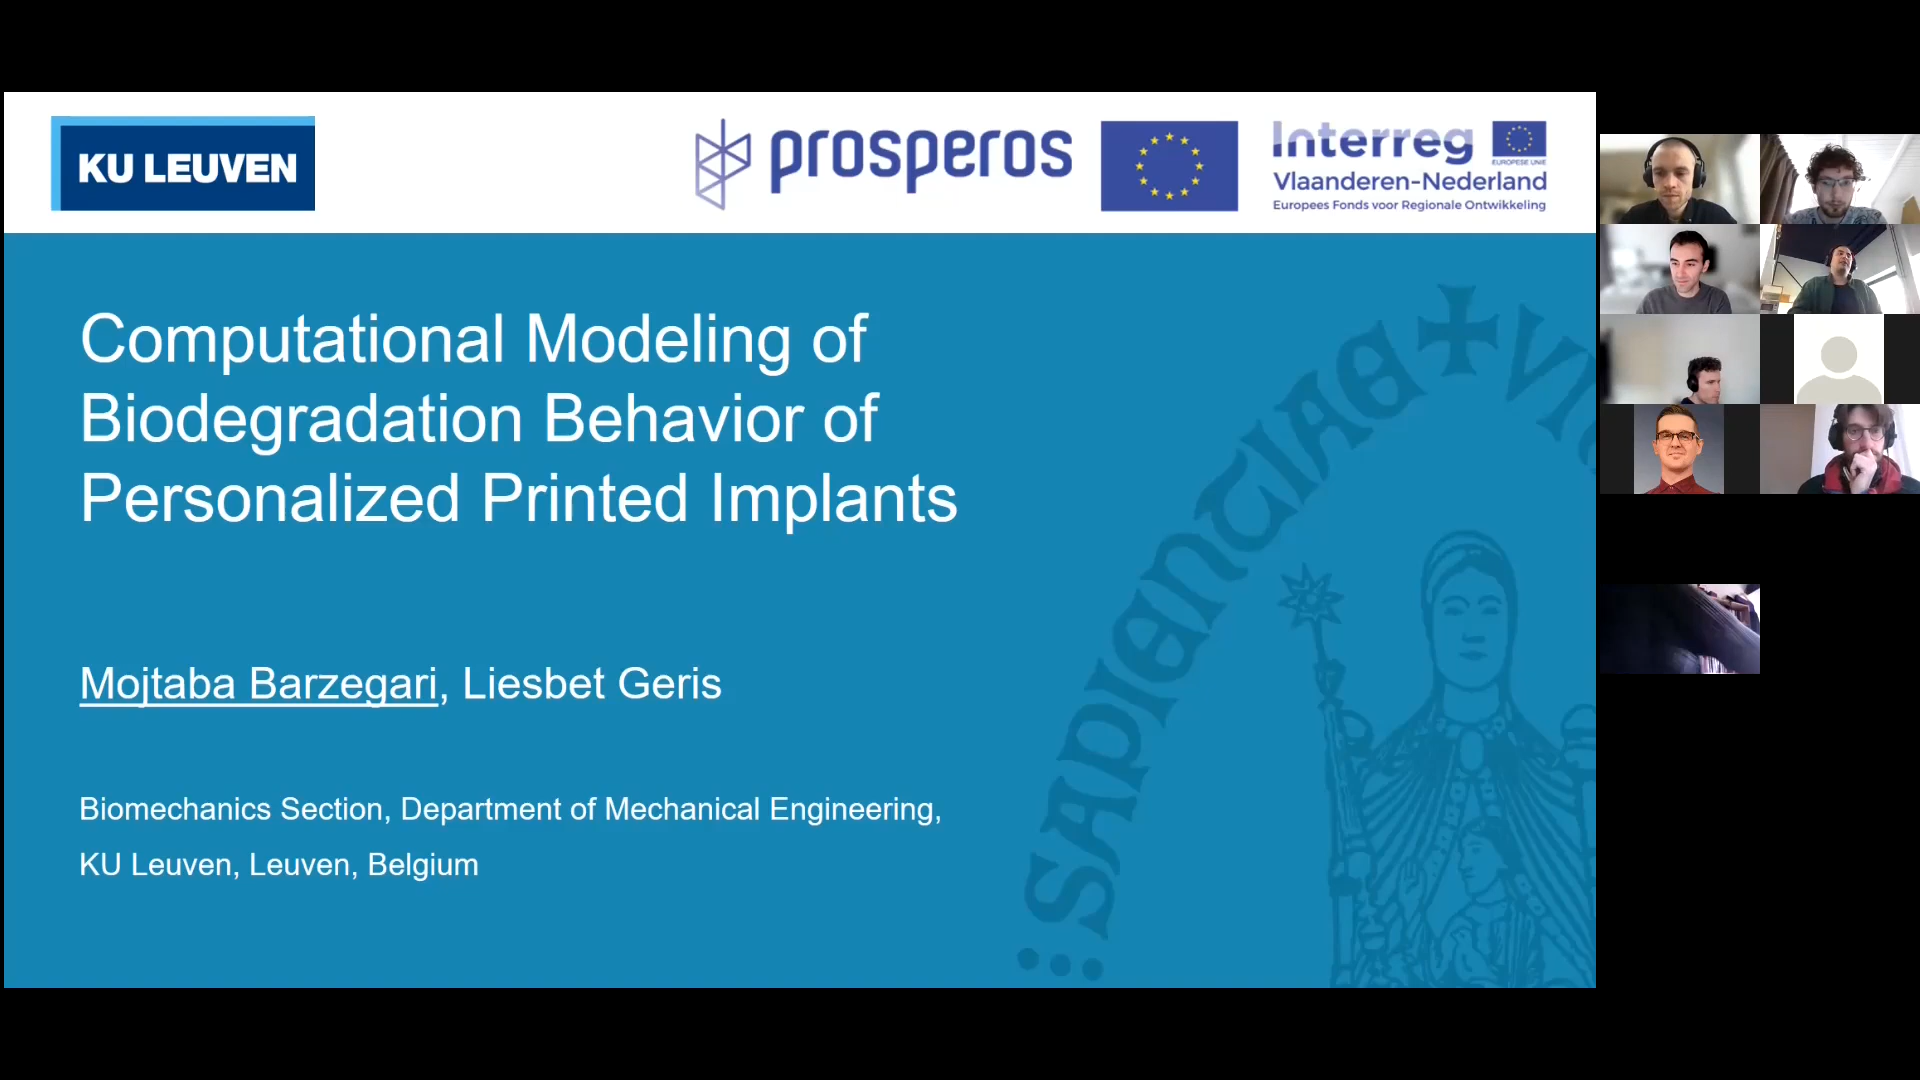 KU LEUVEN
prosperos
Interreg
EUROPESE UNIE
Vlaanderen-Nederland
Europees Fonds voor Regionale Ontwikkeling
Computational Modeling of
Biodegradation Behavior of
Personalized Printed Implants
Mojtaba Barzegari, Liesbet Geris
Biomechanics Section, Department of Mechanical Engineering,
KU Leuven, Leuven, Belgium
SAPIENTIAE